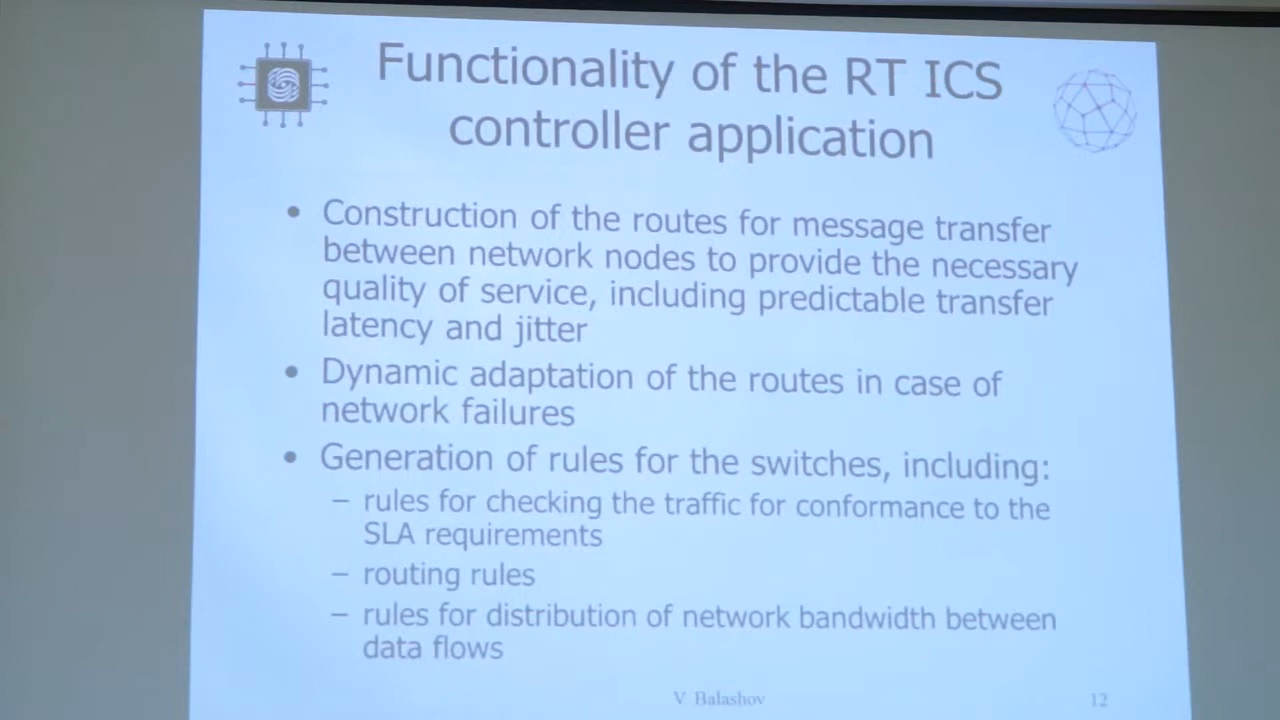 Functionality of the RT ICS
controller application
• Construction of the routes for message transfer
between network nodes to provide the necessary
quality of service, including predictable transfer
latency and jitter
• Dynamic adaptation of the routes in case of
network failures
• Generation of rules for the switches, including:
– rules for checking the traffic for conformance to the
SLA requirements
– routing rules
– rules for distribution of network bandwidth between
data flows
V Balashov
12